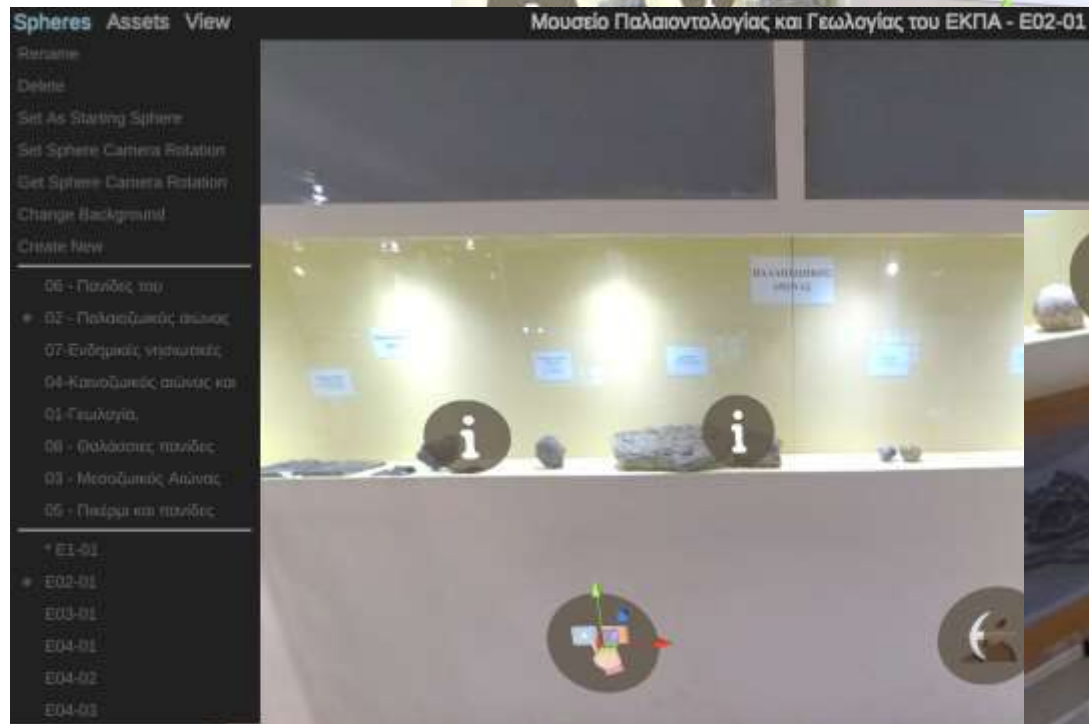 Spheres Assets View
Μουσείο Παλαιοντολογίας και Γεωλογίας του ΕΚΠΑ - E02-01
Rename
Delete
Set As Starting Sphere
Set Sphere Camera Rotation
Get Sphere Camera Rotation
Change Background
Create New
06 - Πανίδες του
02 - Παλαιοζωικός αιώνας
07-Ενδημικές νησιωτικές
04-Καινοζωικός αιώνας και
01-Γεωλογία,
08 - Θαλάσσιες πανίδες
03 - Μεσοζωικός Αιώνας
05 - Πικέρμι και πανίδες
* E1-01
E02-01
E03-01
E04-01
E04-02
E04-03
ΠΑΛΑΙΟΖΩΙΚΟΣ
ΑΙΩΝΑΣ
i
i